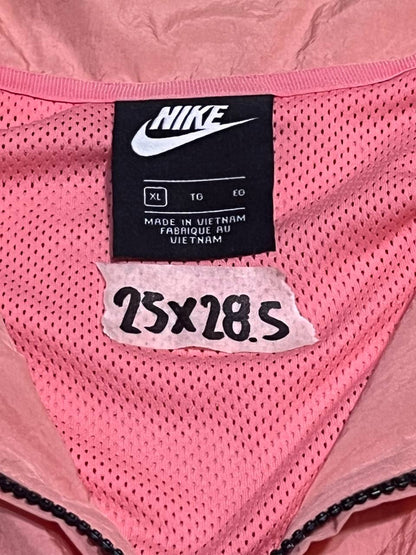 NIKE
XL TG EG
MADE IN VIETNAM
FABRIQUE AU
VIETNAM
25x28.5